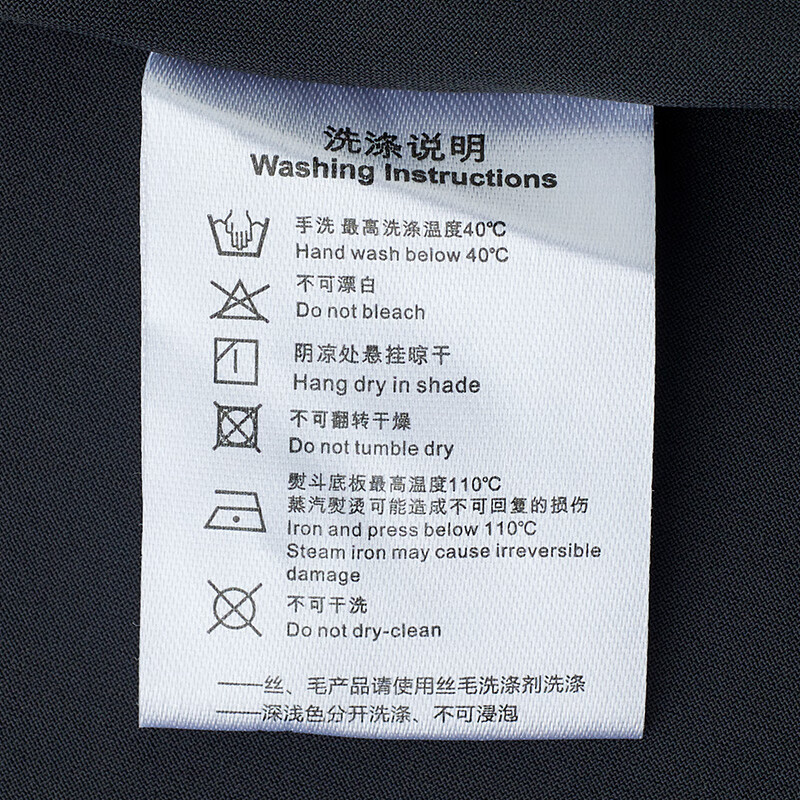 洗涤说明
Washing Instructions
手洗 最高洗涤温度40℃
Hand wash below 40℃
不可漂白
Do not bleach
阴凉处悬挂晾干
Hang dry in shade
不可翻转干燥
Do not tumble dry
熨斗底板最高温度110℃
蒸汽熨烫可能造成不可回复的损伤
Iron and press below 110℃
Steam iron may cause irreversible
damage
不可干洗
Do not dry-clean
——丝、毛产品请使用丝毛洗涤剂洗涤
——深浅色分开洗涤、不可浸泡